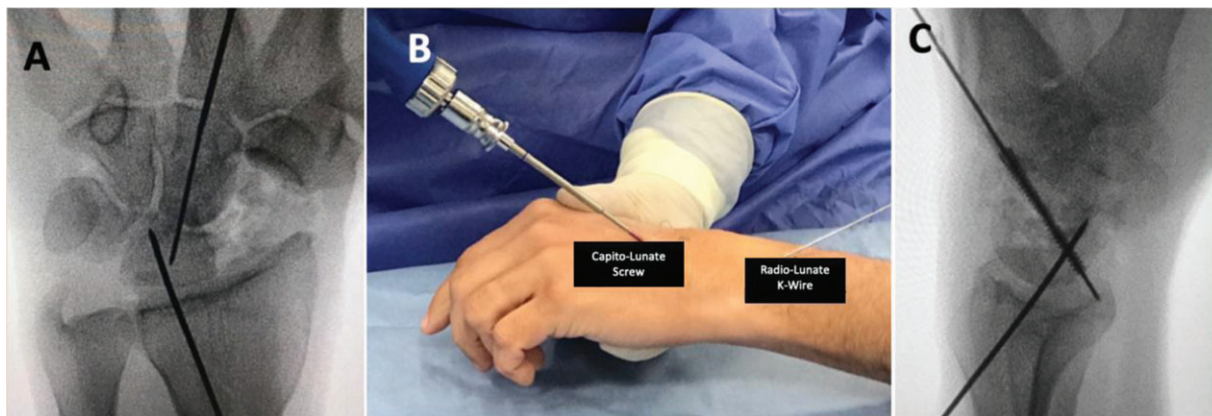 A
B
C
Capito-Lunate
Screw
Radio-Lunate
K-Wire